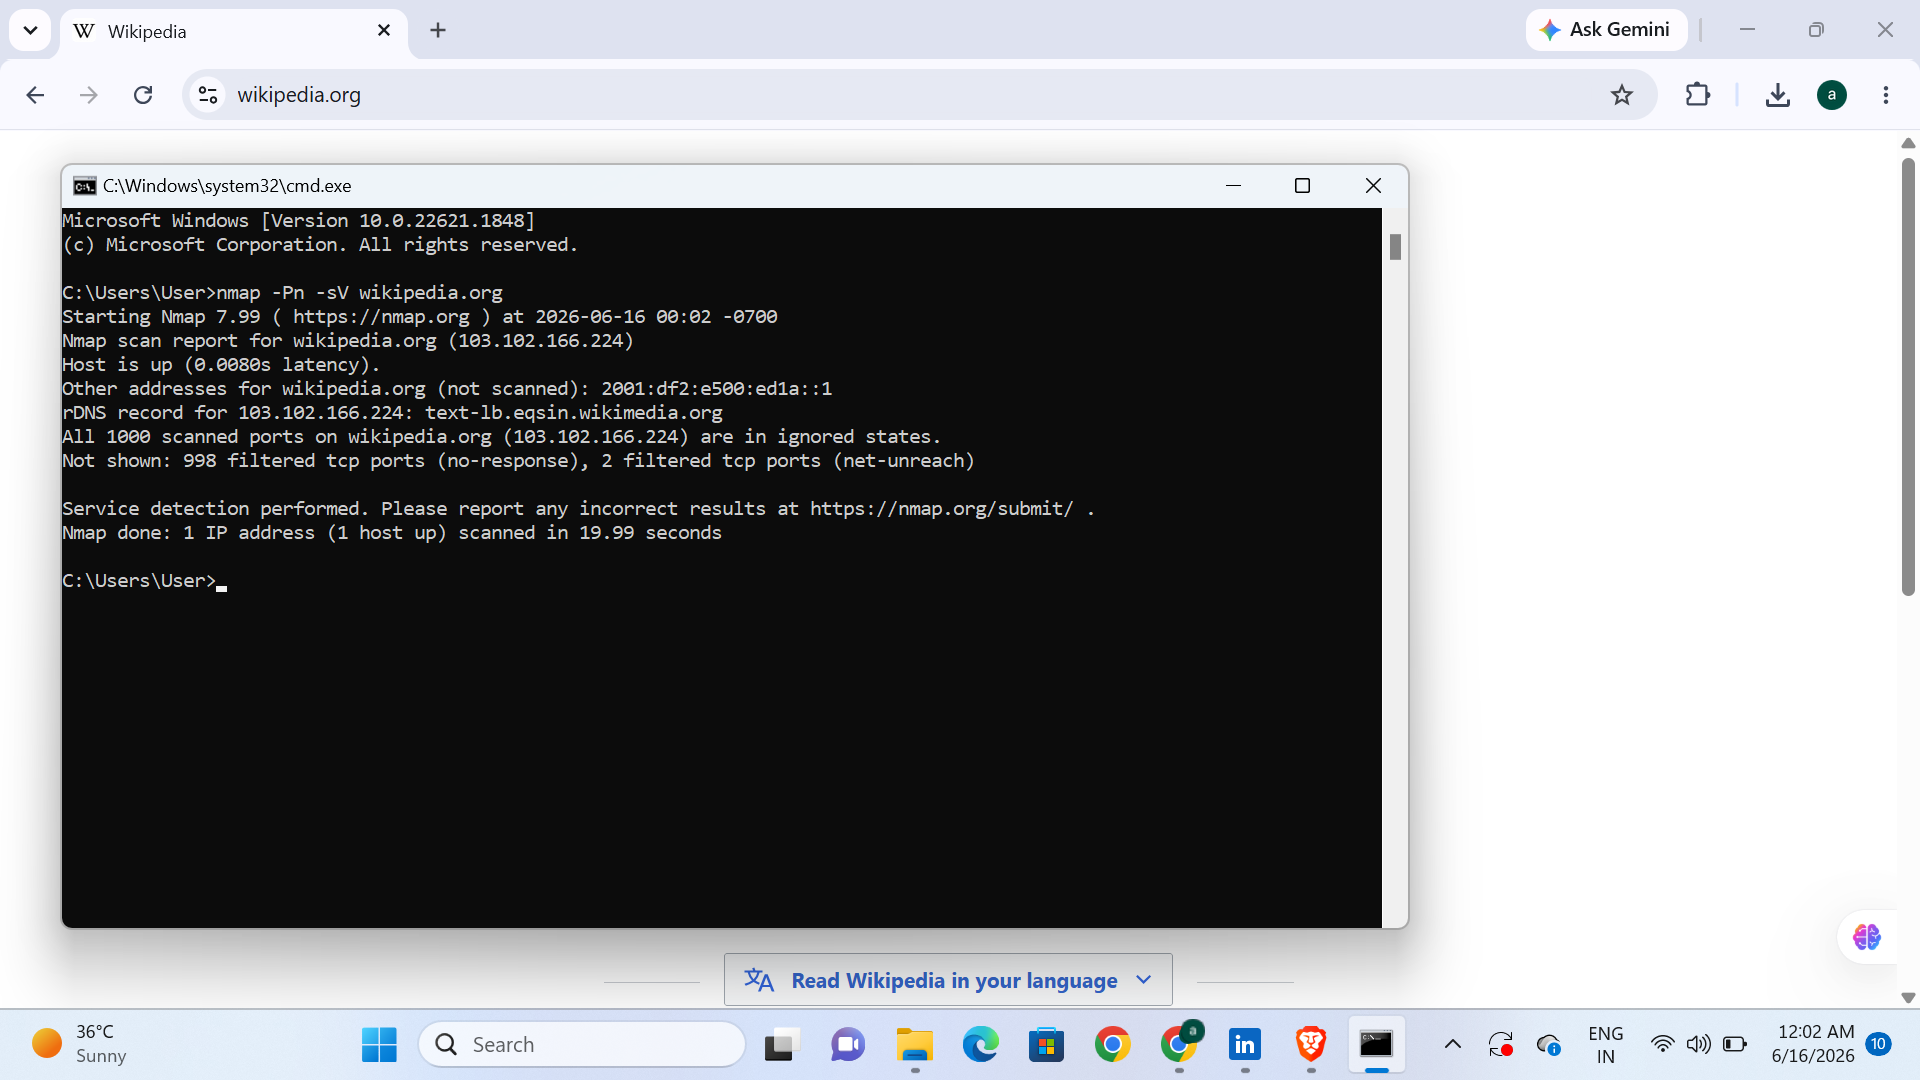 Wikipedia
Ask Gemini
wikipedia.org
a
C:\Windows\system32\cmd.exe
Microsoft Windows [Version 10.0.22621.1848]
(c) Microsoft Corporation. All rights reserved.
C:\Users\User>nmap -Pn -sV wikipedia.org
Starting Nmap 7.99 ( https://nmap.org ) at 2026-06-16 00:02 -0700
Nmap scan report for wikipedia.org (103.102.166.224)
Host is up (0.0080s latency).
Other addresses for wikipedia.org (not scanned): 2001:df2:e500:ed1a::1
rDNS record for 103.102.166.224: text-lb.eqsin.wikimedia.org
All 1000 scanned ports on wikipedia.org (103.102.166.224) are in ignored states.
Not shown: 998 filtered tcp ports (no-response), 2 filtered tcp ports (net-unreach)
Service detection performed. Please report any incorrect results at https://nmap.org/submit/ .
Nmap done: 1 IP address (1 host up) scanned in 19.99 seconds
C:\Users\User>
Read Wikipedia in your language
36°C
Sunny
Search
a
ENG
IN
12:02 AM
6/16/2026
10